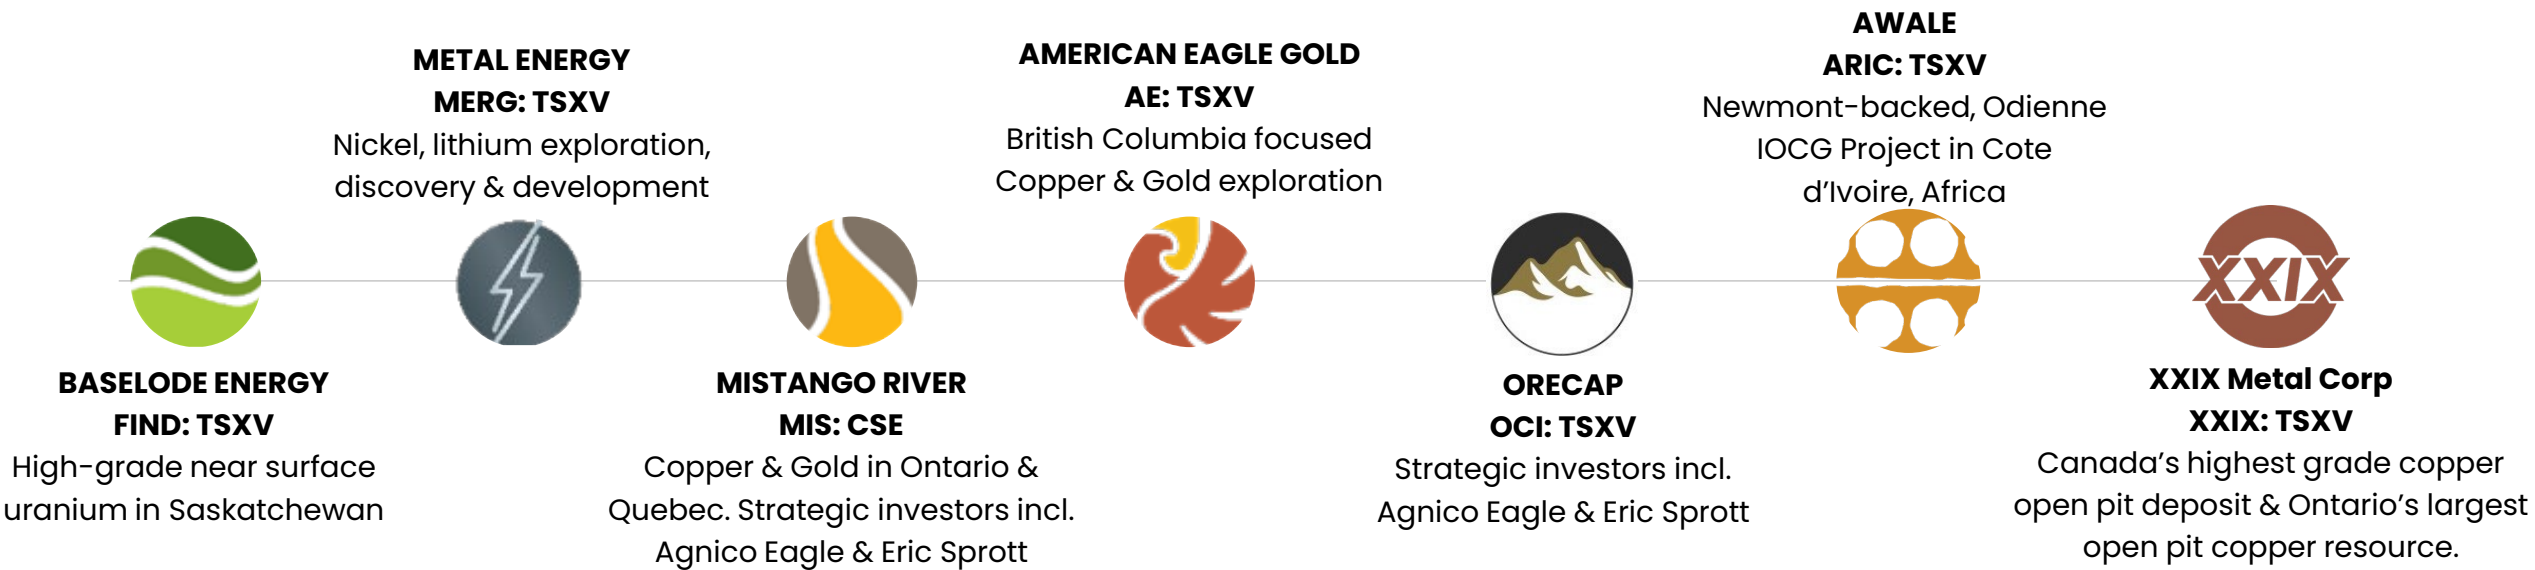 BASELODE ENERGY
FIND: TSXV
High-grade near surface
uranium in Saskatchewan
METAL ENERGY
MERG: TSXV
Nickel, lithium exploration,
discovery & development
MISTANGO RIVER
MIS: CSE
Copper & Gold in Ontario &
Quebec. Strategic investors incl.
Agnico Eagle & Eric Sprott
AMERICAN EAGLE GOLD
AE: TSXV
British Columbia focused
Copper & Gold exploration
ORECAP
OCI: TSXV
Strategic investors incl.
Agnico Eagle & Eric Sprott
AWALE
ARIC: TSXV
Newmont-backed, Odienne
IOCG Project in Cote
d’Ivoire, Africa
XXIX
XXIX Metal Corp
XXIX: TSXV
Canada’s highest grade copper
open pit deposit & Ontario’s largest
open pit copper resource.